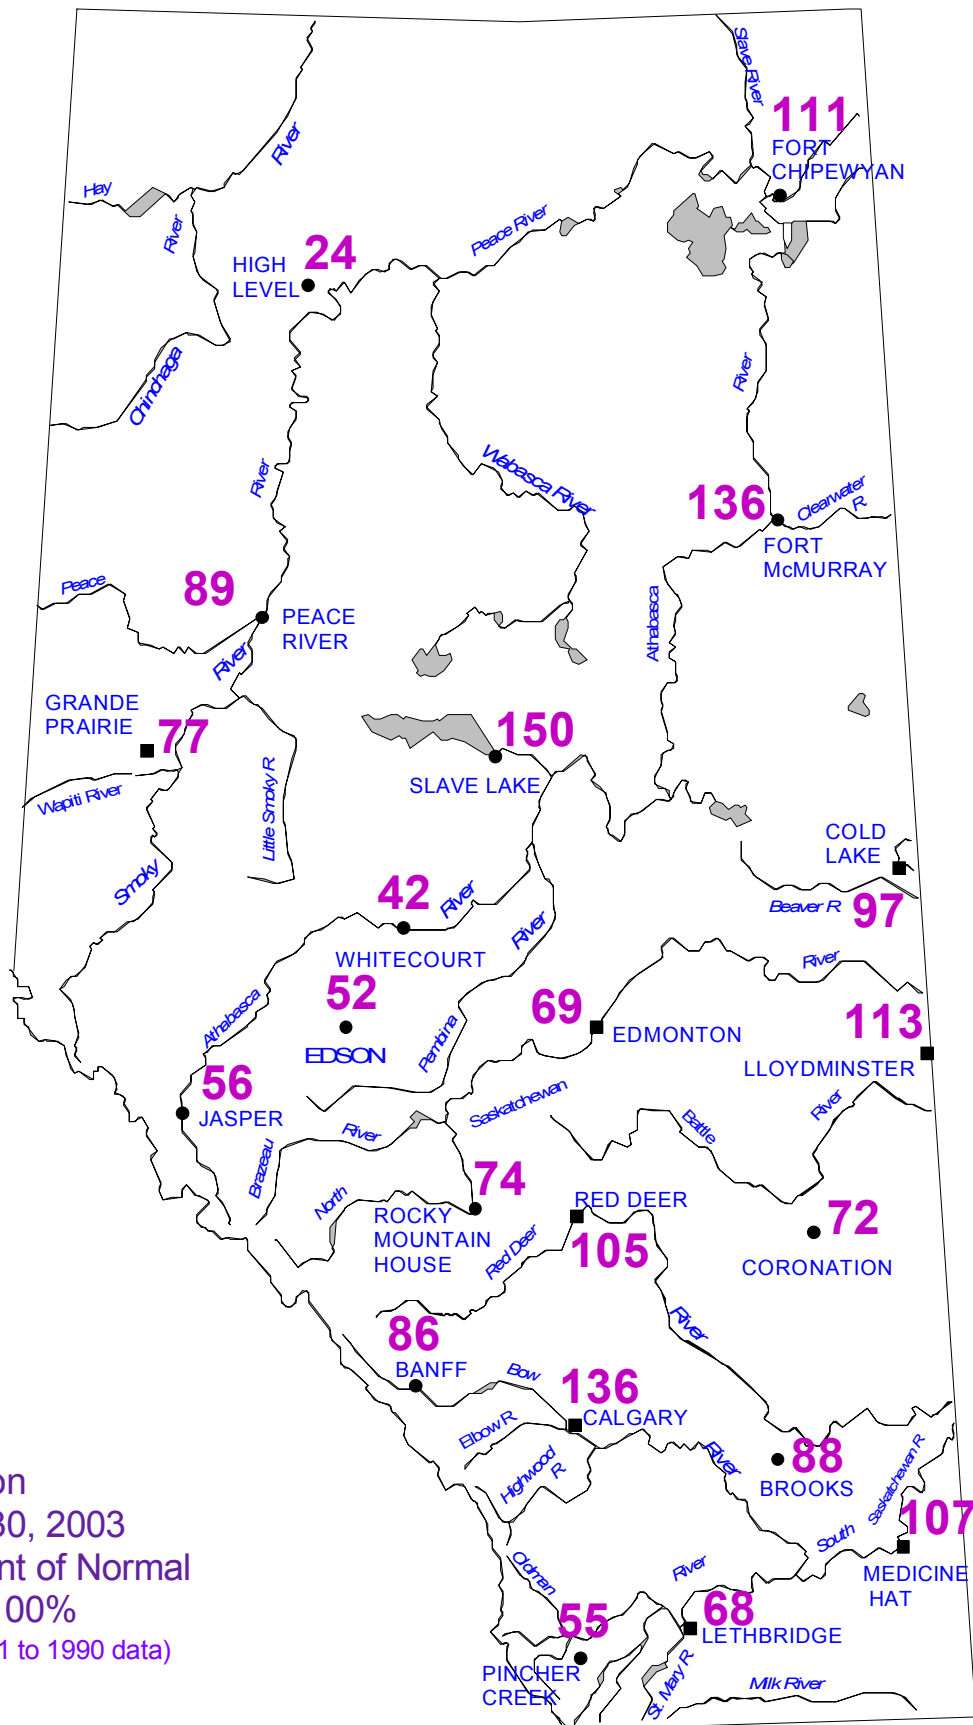 Slave River
111
FORT
CHIPEWYAN
River
Hay
River
Peace River
24
HIGH
LEVEL
River
Chinchaga
Wabasca River
River
136
Clearwater
R.
FORT
McMURRAY
Peace
89
PEACE
RIVER
River
Athabasca
GRANDE
PRAIRIE
77
150
SLAVE LAKE
Wapiti River
Little Smoky R
COLD
LAKE
Smoky
42
River
Beaver R
97
WHITECOURT
River
River
52
69
EDMONTON
113
Athabasca
EDSON
Pembina
LLOYDMINSTER
56
JASPER
Saskatchewan
River
Battle
River
Brazeau
North
74
RED DEER
72
ROCKY
MOUNTAIN
HOUSE
Red Deer
105
CORONATION
River
86
BANFF
Bow
136
CALGARY
Elbow R.
Highwood
R
River
88
BROOKS
Saskatchewan R
107
South
MEDICINE
HAT
Oldman
River
55
68
LETHBRIDGE
PINCHER
CREEK
St. Mary R
Milk River
on
30, 2003
nt of Normal
00%
1 to 1990 data)